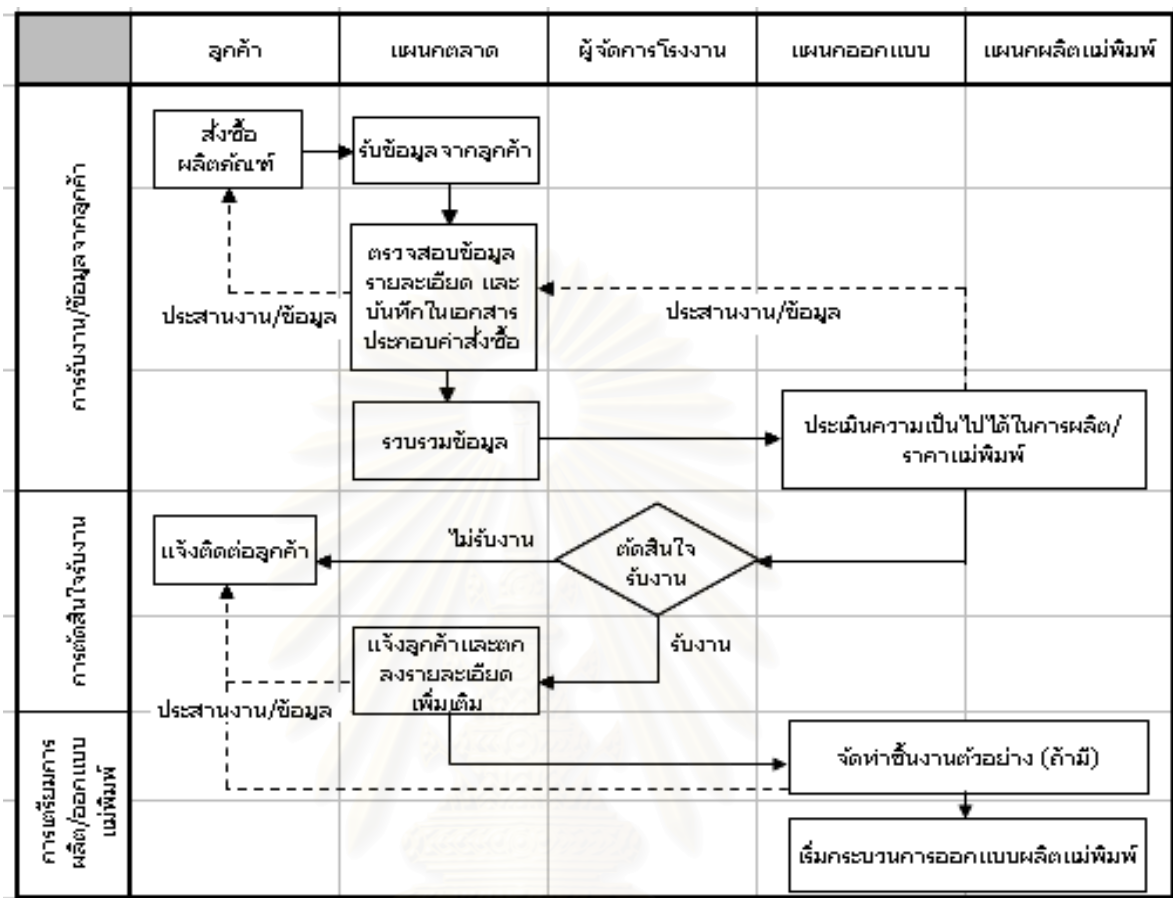 ลูกค้า
แผนกตลาด
ผู้จัดการโรงงาน
แผนกออกแบบ
แผนกผลิตแม่พิมพ์
การรับงาน/ข้อมูลจากลูกค้า
สั่งซื้อ
ผลิตภัณฑ์
รับข้อมูลจากลูกค้า
ตรวจสอบข้อมูล
รายละเอียด และ
บันทึกในเอกสาร
ประกอบคำสั่งซื้อ
ประสานงาน/ข้อมูล
ประสานงาน/ข้อมูล
รวบรวมข้อมูล
ประเมินความเป็นไปได้ในการผลิต/
ราคาแม่พิมพ์
การตัดสินใจรับงาน
แจ้งติดต่อลูกค้า
ไม่รับงาน
ตัดสินใจ
รับงาน
รับงาน
แจ้งลูกค้าและตก
ลงรายละเอียด
เพิ่มเติม
ประสานงาน/ข้อมูล
การเตรียมการ
ผลิต/ออกแบบ
แม่พิมพ์
จัดทำชิ้นงานตัวอย่าง (ถ้ามี)
เริ่มกระบวนการออกแบบผลิตแม่พิมพ์